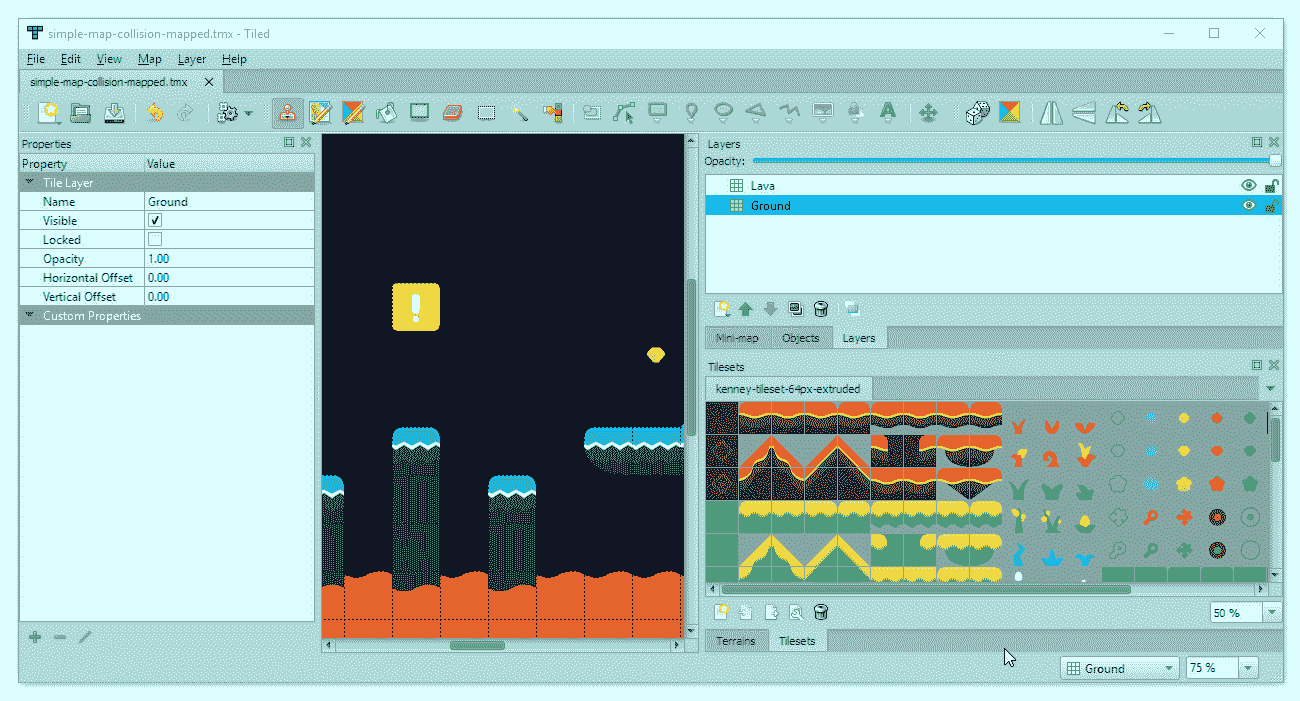 simple-map-collision-mapped.tmx - Tiled
File Edit View Map Layer Help
simple-map-collision-mapped.tmx
Properties
Property Value
Tile Layer
Name Ground
Visible
Locked
Opacity 1.00
Horizontal Offset 0.00
Vertical Offset 0.00
Custom Properties
Layers
Opacity:
Lava
Ground
Mini-map Objects Layers
Tilesets
kenney-tileset-64px-extruded
50 %
Terrains Tilesets
Ground 75 %